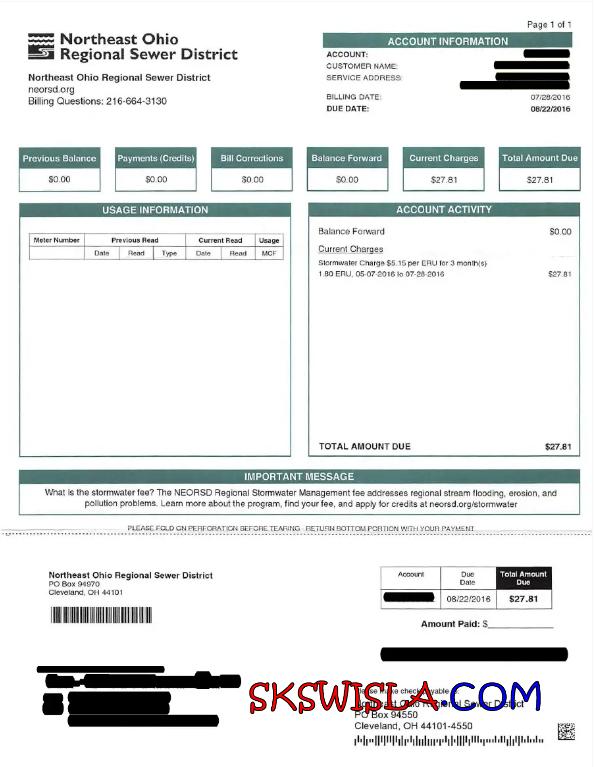 Page 1 of 1
Northeast Ohio
Regional Sewer District
Northeast Ohio Regional Sewer District
neorsd.org
Billing Questions: 216-664-3130
ACCOUNT INFORMATION
ACCOUNT:
CUSTOMER NAME:
SERVICE ADDRESS:
BILLING DATE: 07/28/2016
DUE DATE: 08/22/2016
Previous Balance Payments (Credits) Bill Corrections Balance Forward Current Charges Total Amount Due
$0.00 $0.00 $0.00 $0.00 $27.81 $27.81
USAGE INFORMATION
Meter Number Previous Read Current Read Usage
Date Read Type Date Read MCF
ACCOUNT ACTIVITY
Balance Forward $0.00
Current Charges
Stormwater Charge $5.15 per ERU for 3 month(s)
1.80 ERU, 05-07-2016 to 07-28-2016 $27.81
TOTAL AMOUNT DUE $27.81
IMPORTANT MESSAGE
What is the stormwater fee? The NEORSD Regional Stormwater Management fee addresses regional stream flooding, erosion, and
pollution problems. Learn more about the program, find your fee, and apply for credits at neorsd.org/stormwater
PLEASE FOLD ON PERFORATION BEFORE TEARING - RETURN BOTTOM PORTION WITH YOUR PAYMENT
Northeast Ohio Regional Sewer District
PO Box 94970
Cleveland, OH 44101
Account Due Date Total Amount Due
08/22/2016 $27.81
Amount Paid: $
SKSWISLA.COM
Please make check payable to:
Northeast Ohio Regional Sewer District
PO Box 94550
Cleveland, OH 44101-4550